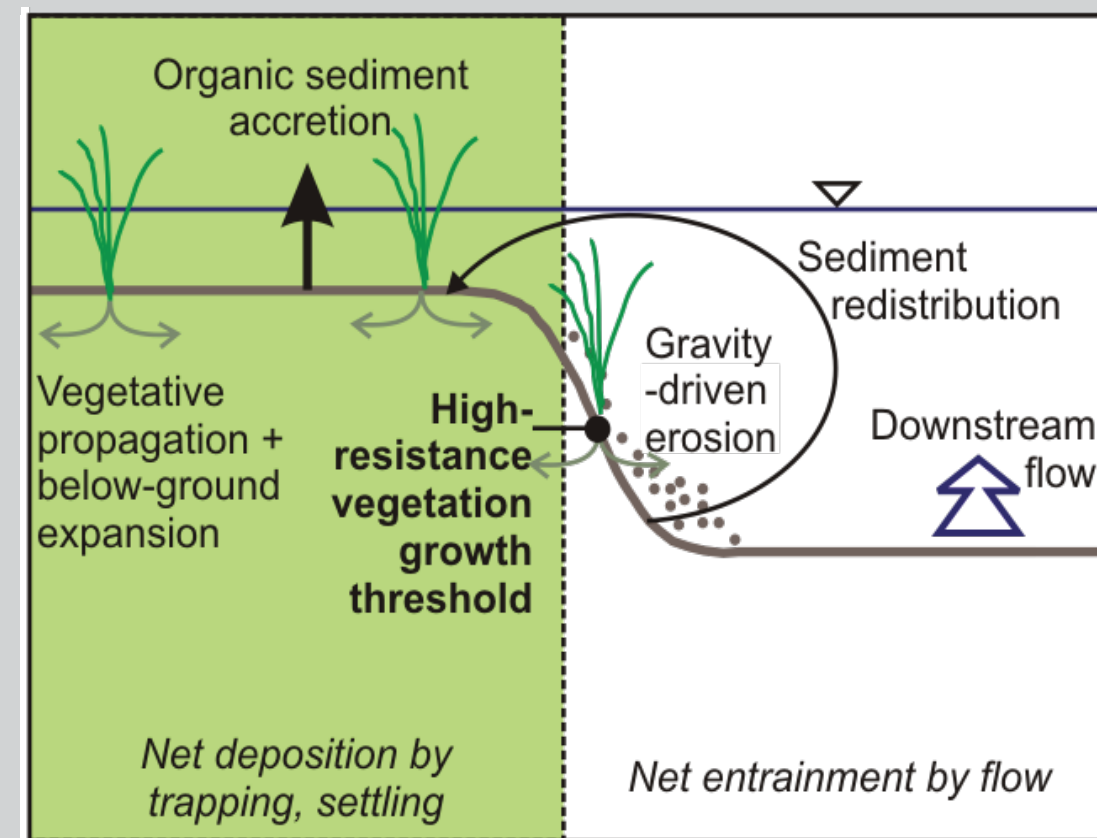 Organic sediment
accretion
Sediment
redistribution
Gravity
-driven
erosion
Vegetative
propagation +
below-ground
expansion
High-
resistance
vegetation
growth
threshold
Downstream
flow
Net deposition by
trapping, settling
Net entrainment by flow